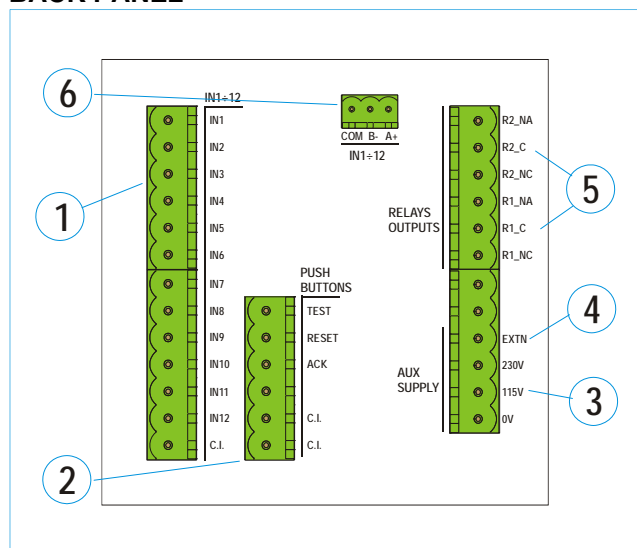 BACK PANEL
6
IN1÷12
IN1
IN2
IN3
IN4
IN5
IN6
IN7
IN8
IN9
IN10
IN11
IN12
C.I.
1
COM B- A+
IN1÷12
PUSH
BUTTONS
TEST
RESET
ACK
C.I.
C.I.
2
RELAYS
OUTPUTS
R2_NA
R2_C
R2_NC
R1_NA
R1_C
R1_NC
5
AUX
SUPPLY
EXTN
230V
115V
0V
4
3